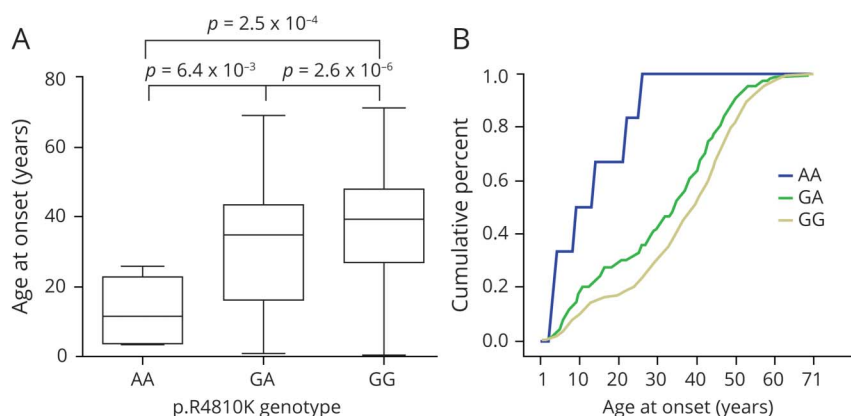 A
p = 2.5 x 10⁻⁴
p = 6.4 x 10⁻³ p = 2.6 x 10⁻⁶
80
60
40
20
0
Age at onset (years)
AA GA GG
p.R4810K genotype
B
1.0
0.8
0.6
0.4
0.2
0.0
Cumulative percent
AA
GA
GG
1 10 20 30 40 50 60 71
Age at onset (years)